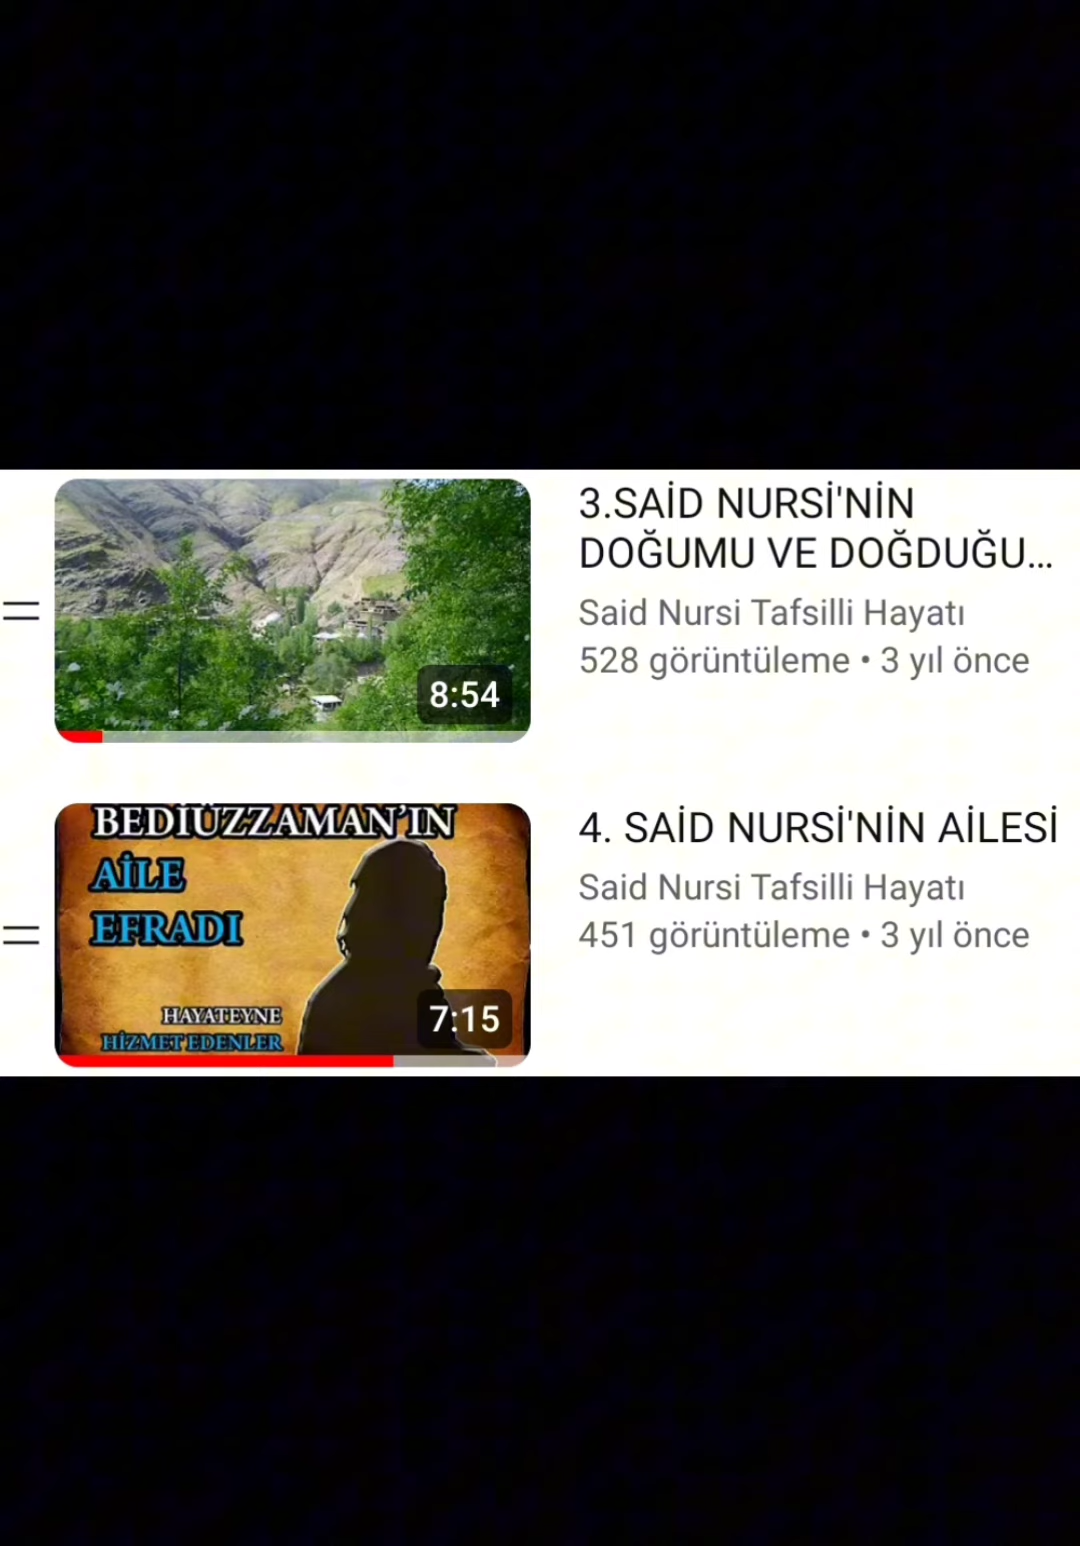 3.SAİD NURSİ'NİN
DOĞUMU VE DOĞDUĞU...
Said Nursi Tafsilli Hayatı
528 görüntüleme • 3 yıl önce
8:54
BEDİÜZZAMAN'IN
AİLE
EFRADI
HAYATEYNE
HİZMET EDENLER
7:15
4. SAİD NURSİ'NİN AİLESİ
Said Nursi Tafsilli Hayatı
451 görüntüleme • 3 yıl önce